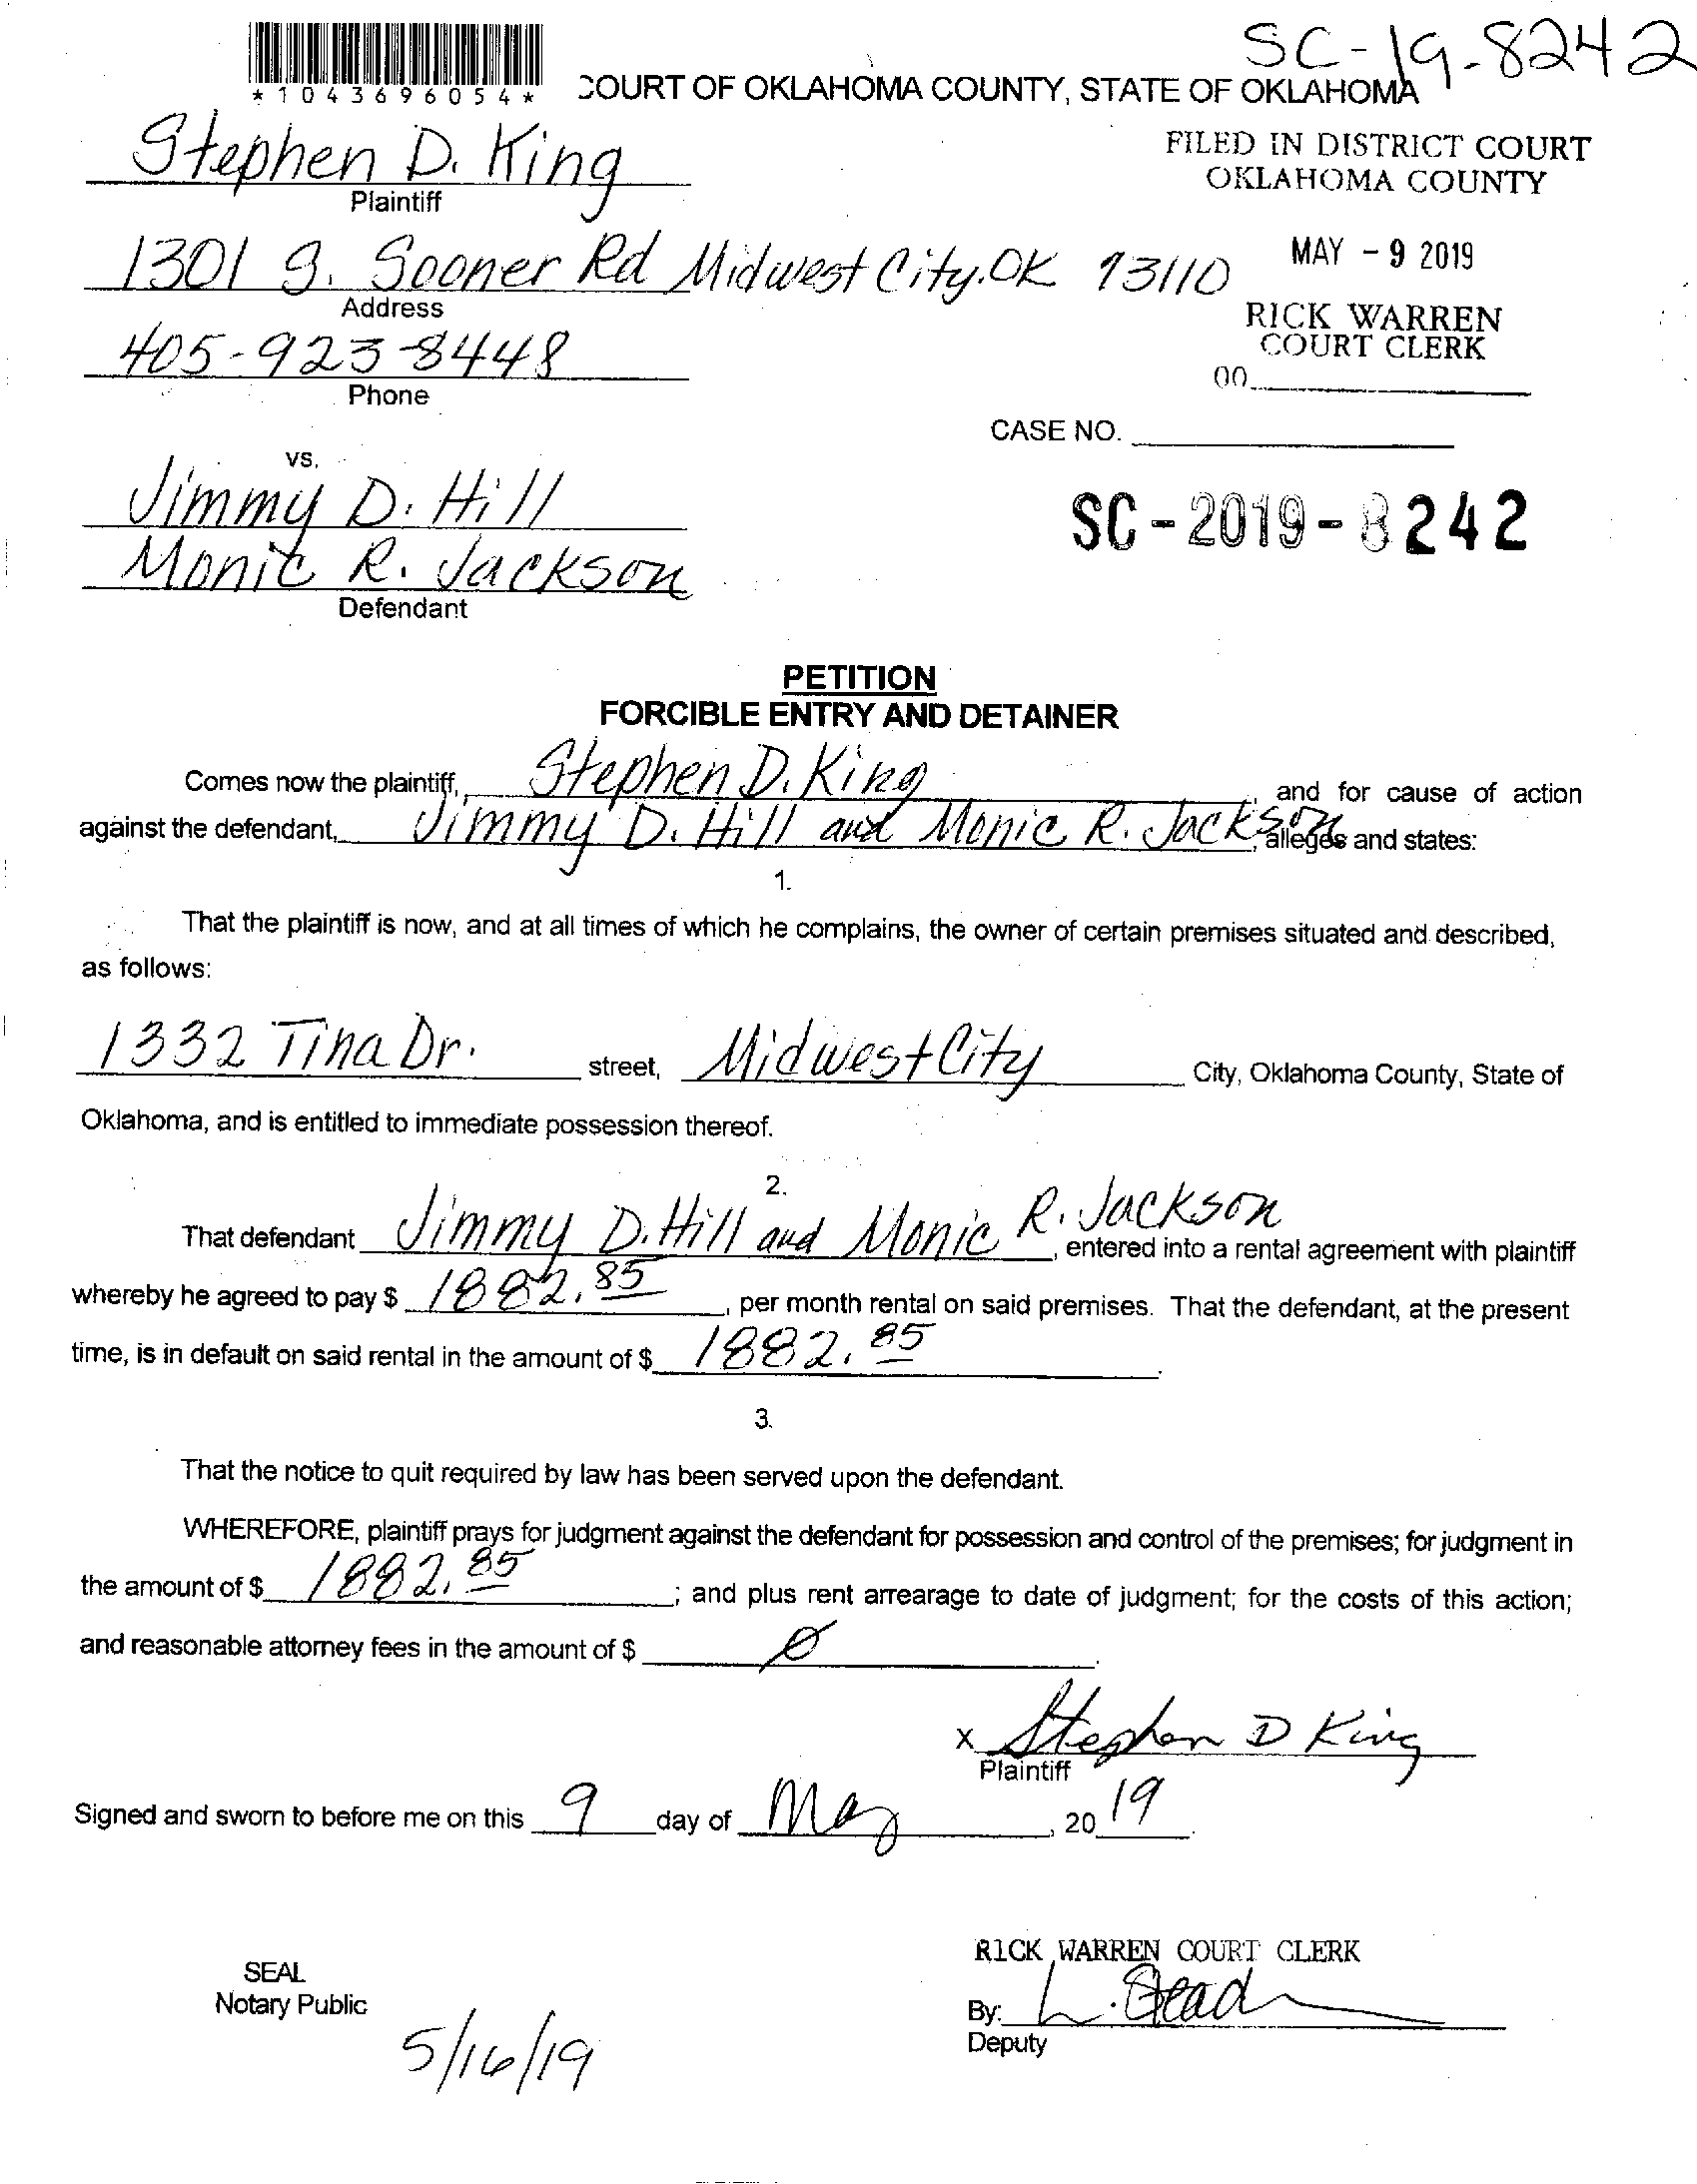 SC-19-8242
*1043696054*
COURT OF OKLAHOMA COUNTY, STATE OF OKLAHOMA
Stephen D. King
Plaintiff
FILED IN DISTRICT COURT
OKLAHOMA COUNTY
1301 S. Sooner Rd Midwest City, OK 73110
Address
MAY - 9 2019
405-923-8448
Phone
RICK WARREN
COURT CLERK
00
CASE NO.
vs.
Jimmy D. Hill
Monic R. Jackson
Defendant
SC-2019-8242
PETITION
FORCIBLE ENTRY AND DETAINER
Comes now the plaintiff, Stephen D. King and for cause of action
against the defendant, Jimmy D. Hill and Monic R. Jackson, alleges and states:
1.
That the plaintiff is now, and at all times of which he complains, the owner of certain premises situated and described,
as follows:
1332 Tina Dr. street, Midwest City City, Oklahoma County, State of
Oklahoma, and is entitled to immediate possession thereof.
2.
That defendant Jimmy D. Hill and Monic R. Jackson, entered into a rental agreement with plaintiff
whereby he agreed to pay $ 1882.85, per month rental on said premises. That the defendant, at the present
time, is in default on said rental in the amount of $ 1882.85.
3.
That the notice to quit required by law has been served upon the defendant.
WHEREFORE, plaintiff prays for judgment against the defendant for possession and control of the premises; for judgment in
the amount of $ 1882.85; and plus rent arrearage to date of judgment; for the costs of this action;
and reasonable attorney fees in the amount of $ 0.
X Stephen D King
Plaintiff
Signed and sworn to before me on this 9 day of May, 2019.
SEAL
Notary Public
5/16/19
RICK WARREN COURT CLERK
By: L.
Deputy